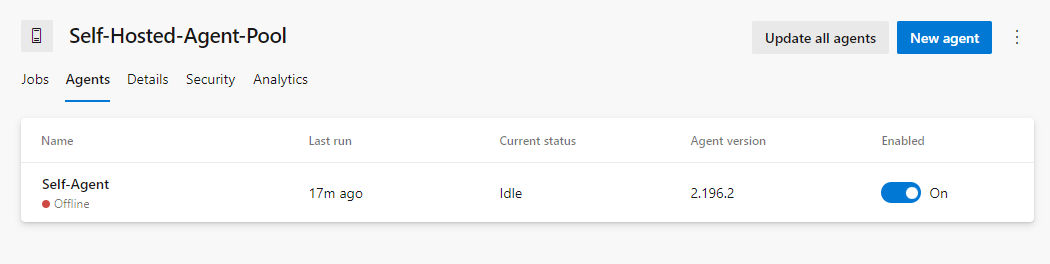 Self-Hosted-Agent-Pool
Update all agents
New agent
Jobs Agents Details Security Analytics
Name Last run Current status Agent version Enabled
Self-Agent
Offline
17m ago Idle 2.196.2 On